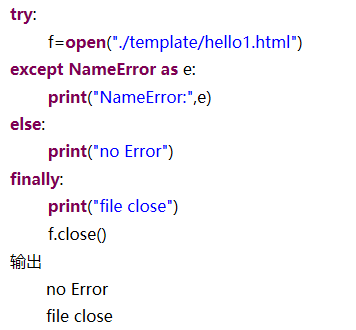 try:
f=open("./template/hello1.html")
except NameError as e:
print("NameError:",e)
else:
print("no Error")
finally:
print("file close")
f.close()
输出
no Error
file close